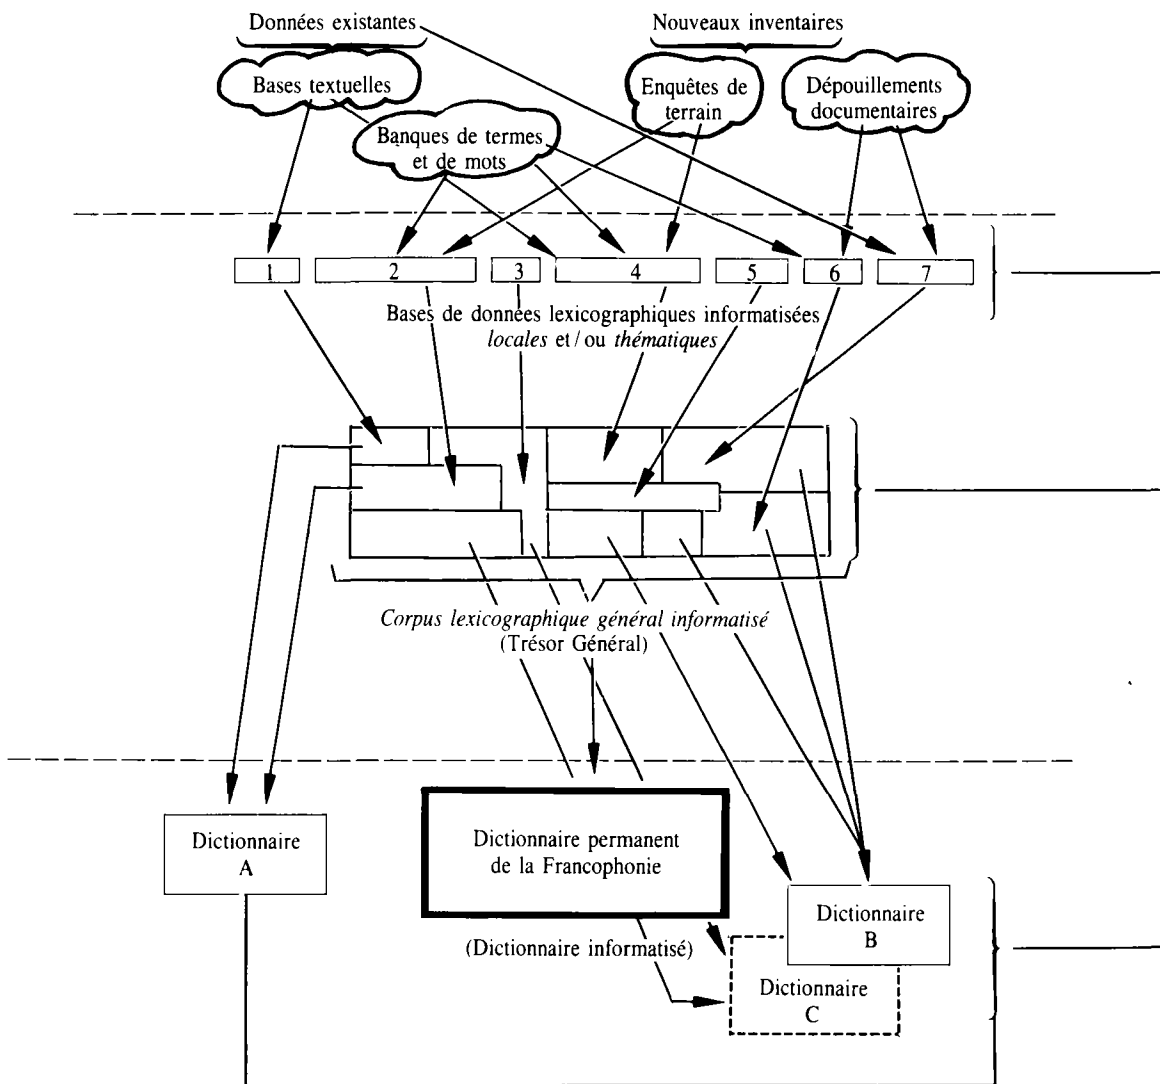 Données existantes
Nouveaux inventaires
Bases textuelles
Enquêtes de
terrain
Dépouillements
documentaires
Banques de termes
et de mots
1
2
3
4
5
6
7
Bases de données lexicographiques informatisées
locales et/ou thématiques
Corpus lexicographique général informatisé
(Trésor Général)
Dictionnaire
A
Dictionnaire permanent
de la Francophonie
(Dictionnaire informatisé)
Dictionnaire
B
Dictionnaire
C